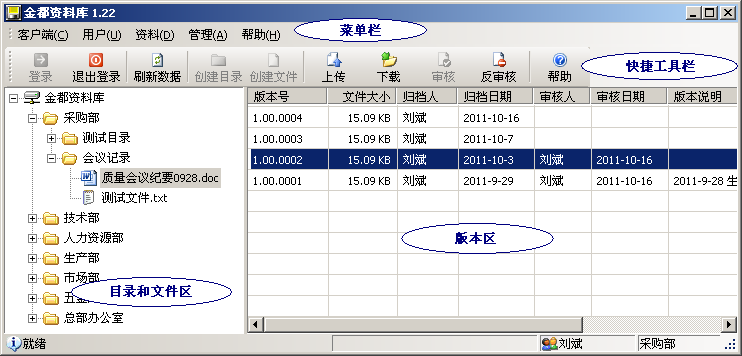 金都资料库 1.22
客户端(C) 用户(U) 资料(D) 管理(A) 帮助(H) 菜单栏
登录 退出登录 刷新数据 创建目录 创建文件 上传 下载 审核 反审核 帮助 快捷工具栏
金都资料库
采购部
测试目录
会议记录
质量会议纪要0928.doc
测试文件.txt
技术部
人力资源部
生产部
市场部
总部办公室
目录和文件区
版本号 文件大小 归档人 归档日期 审核人 审核日期 版本说明
1.00.0004 15.09 KB 刘斌 2011-10-16
1.00.0003 15.09 KB 刘斌 2011-10-7
1.00.0002 15.09 KB 刘斌 2011-10-3 刘斌 2011-10-16
1.00.0001 15.09 KB 刘斌 2011-9-29 刘斌 2011-10-16 2011-9-28 生
版本区
就绪 刘斌 采购部